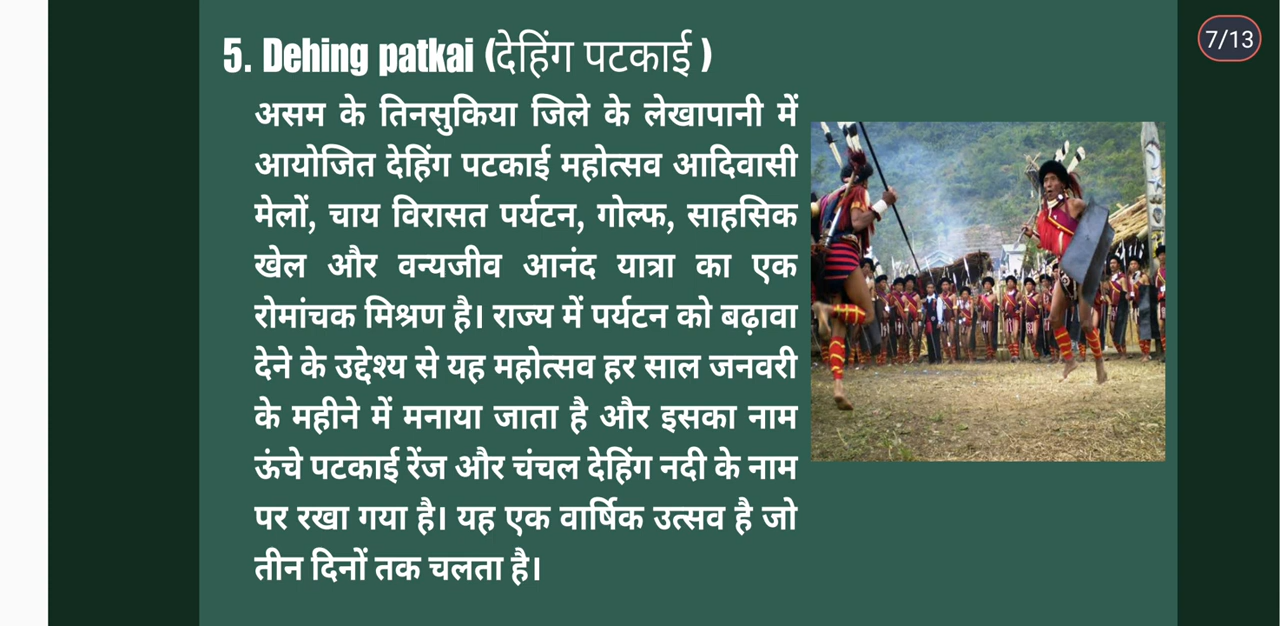 5. Dehing patkai (देहिंग पटकाई )
7/13
असम के तिनसुकिया जिले के लेखापानी में
आयोजित देहिंग पटकाई महोत्सव आदिवासी
मेलों, चाय विरासत पर्यटन, गोल्फ, साहसिक
खेल और वन्यजीव आनंद यात्रा का एक
रोमांचक मिश्रण है। राज्य में पर्यटन को बढ़ावा
देने के उद्देश्य से यह महोत्सव हर साल जनवरी
के महीने में मनाया जाता है और इसका नाम
ऊंचे पटकाई रेंज और चंचल देहिंग नदी के नाम
पर रखा गया है। यह एक वार्षिक उत्सव है जो
तीन दिनों तक चलता है।